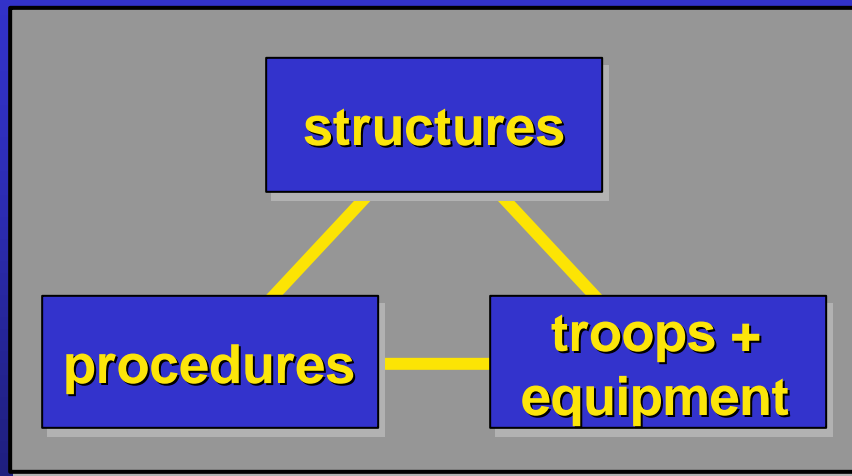 structures
procedures
troops +
equipment